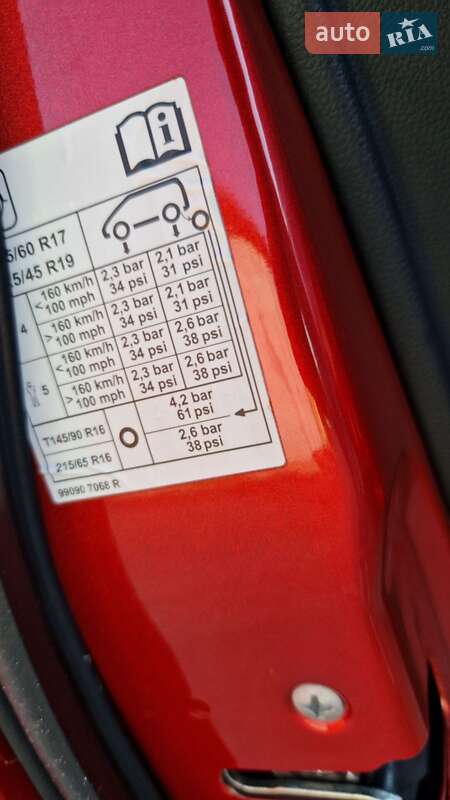 auto RIA
.com
i
5/60 R17
5/45 R19
4
<160 km/h
100 mph
2,3 bar
34 psi
2,1 bar
31 psi
>160 km/h
100 mph
2,3 bar
34 psi
2,1 bar
31 psi
5
<160 km/h
100 mph
2,3 bar
34 psi
2,6 bar
38 psi
>160 km/h
100 mph
2,3 bar
34 psi
2,6 bar
38 psi
T145/90 R16
4,2 bar
61 psi
215/65 R16
2,6 bar
38 psi
99090 7068 R